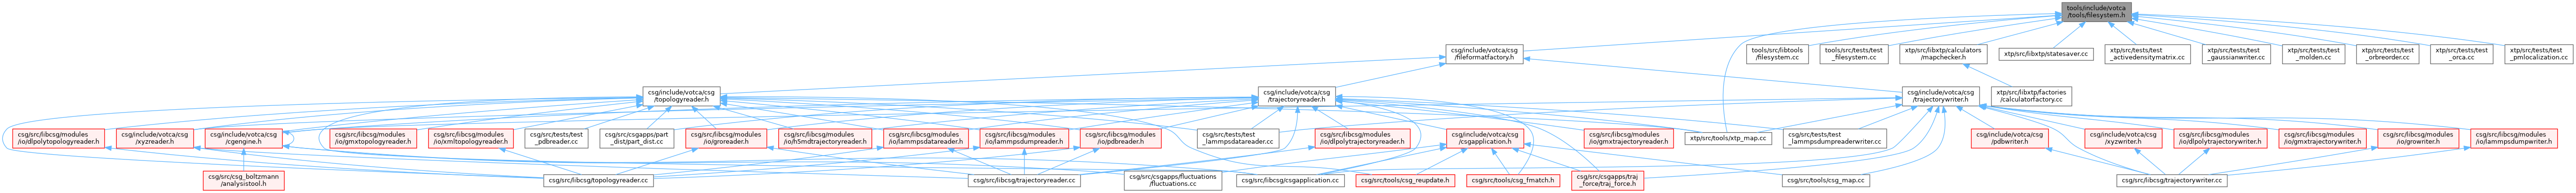 tools/include/votca
/tools/filesystem.h
csg/include/votca/csg
/fileformatfactory.h
tools/src/libtools
/filesystem.cc
tools/src/tests/test
_filesystem.cc
xtp/src/libxtp/calculators
/mapchecker.h
xtp/src/libxtp/statesaver.cc
xtp/src/tests/test
_activedensitymatrix.cc
xtp/src/tests/test
_gaussianwriter.cc
xtp/src/tests/test
_molden.cc
xtp/src/tests/test
_orbreorder.cc
xtp/src/tests/test
_orca.cc
xtp/src/tests/test
_pmlocalization.cc
csg/include/votca/csg
/topologyreader.h
csg/include/votca/csg
/trajectoryreader.h
csg/include/votca/csg
/trajectorywriter.h
xtp/src/libxtp/factories
/calculatorfactory.cc
csg/src/libcsg/modules
/io/dlpolytopologyreader.h
csg/include/votca/csg
/xyzreader.h
csg/include/votca/csg
/cgengine.h
csg/src/libcsg/modules
/io/gmxtopologyreader.h
csg/src/libcsg/modules
/io/xmltopologyreader.h
csg/src/tests/test
_pdbreader.cc
csg/src/csgapps/part
_dist/part_dist.cc
csg/src/libcsg/modules
/io/groreader.h
csg/src/libcsg/modules
/io/h5mdtrajectoryreader.h
csg/src/libcsg/modules
/io/lammpsdatareader.h
csg/src/libcsg/modules
/io/lammpsdumpreader.h
csg/src/libcsg/modules
/io/pdbreader.h
csg/src/tests/test
_lammpsdatareader.cc
csg/src/libcsg/modules
/io/dlpolytrajectoryreader.h
csg/include/votca/csg
/csgapplication.h
csg/src/libcsg/modules
/io/gmxtrajectoryreader.h
xtp/src/tools/xtp_map.cc
csg/src/tests/test
_lammpsdumpreaderwriter.cc
csg/include/votca/csg
/pdbwriter.h
csg/include/votca/csg
/xyzwriter.h
csg/src/libcsg/modules
/io/dlpolytrajectorywriter.h
csg/src/libcsg/modules
/io/gmxtrajectorywriter.h
csg/src/libcsg/modules
/io/growriter.h
csg/src/libcsg/modules
/io/lammpsdumpwriter.h
csg/src/csg_boltzmann
/analysistool.h
csg/src/libcsg/topologyreader.cc
csg/src/libcsg/trajectoryreader.cc
csg/src/csgapps/fluctuations
/fluctuations.cc
csg/src/libcsg/csgapplication.cc
csg/src/tools/csg_reupdate.h
csg/src/tools/csg_fmatch.h
csg/src/csgapps/traj
_force/traj_force.h
csg/src/tools/csg_map.cc
csg/src/libcsg/trajectorywriter.cc